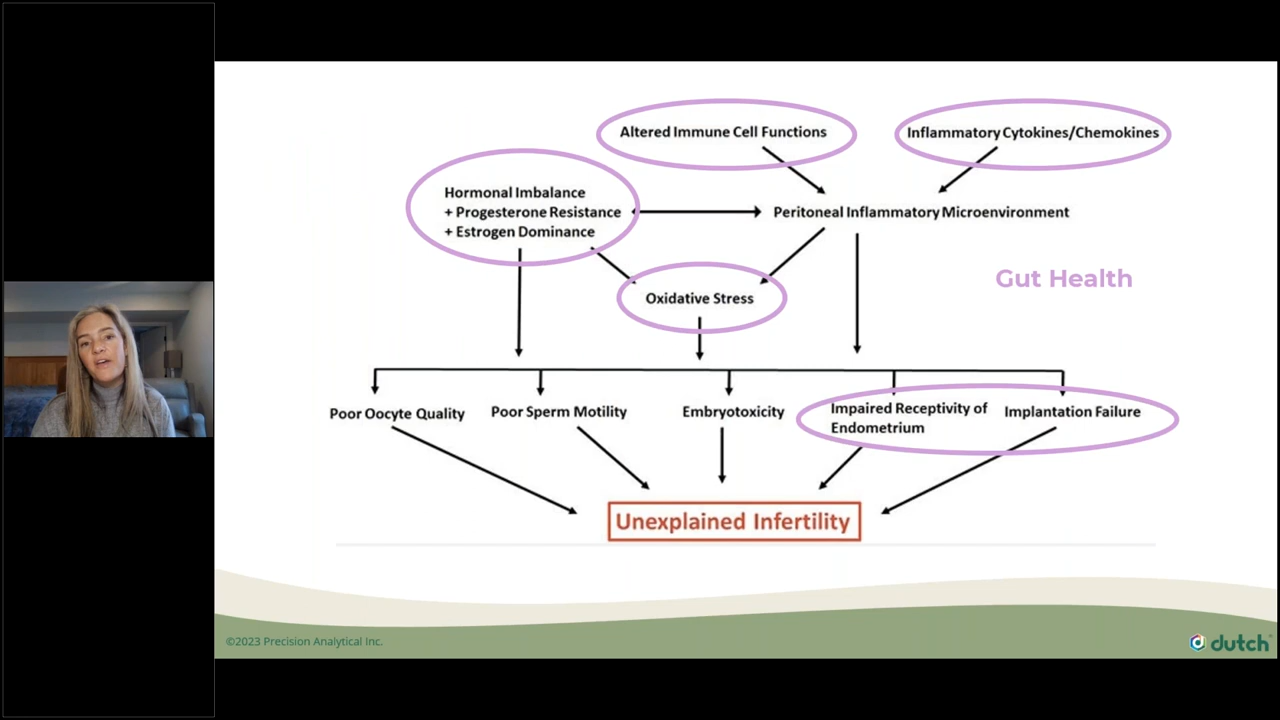 Altered Immune Cell Functions
Inflammatory Cytokines/Chemokines
Hormonal Imbalance
+ Progesterone Resistance
+ Estrogen Dominance
Peritoneal Inflammatory Microenvironment
Gut Health
Oxidative Stress
Poor Oocyte Quality
Poor Sperm Motility
Embryotoxicity
Impaired Receptivity of
Endometrium
Implantation Failure
Unexplained Infertility
©2023 Precision Analytical Inc.
dutch